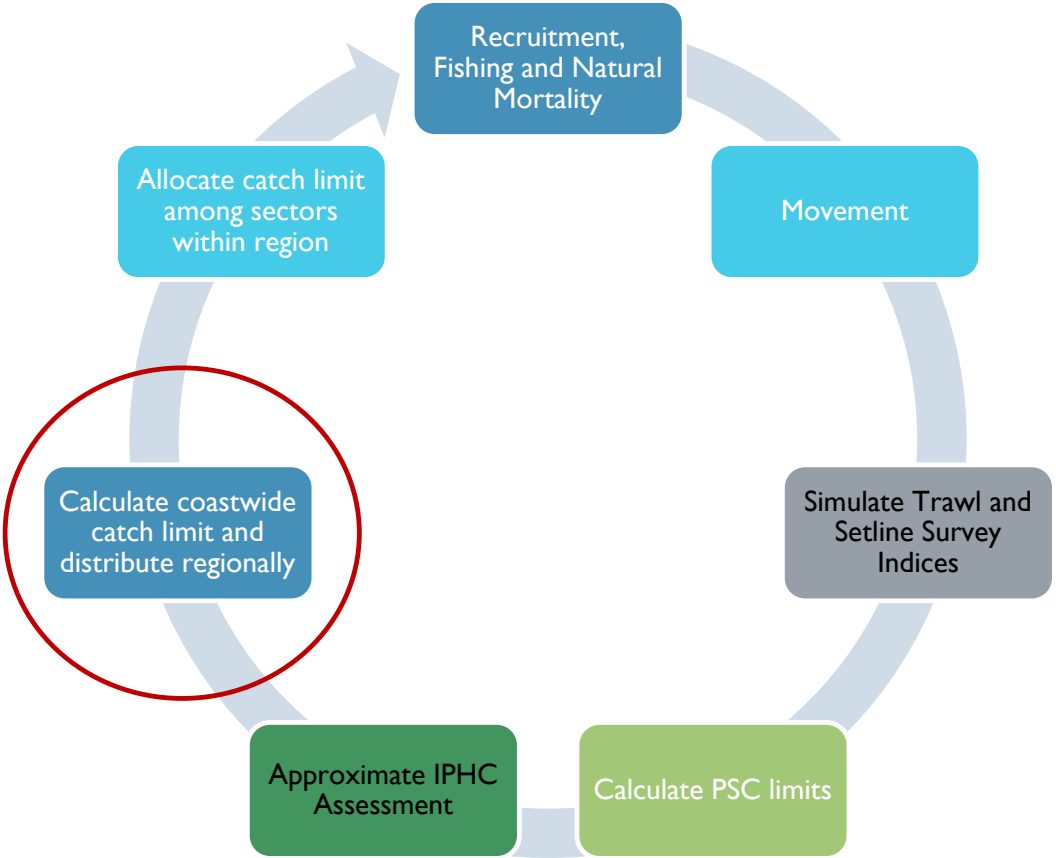 Recruitment,
Fishing and Natural
Mortality
Movement
Simulate Trawl and
Setline Survey
Indices
Calculate PSC limits
Approximate IPHC
Assessment
Calculate coastwide
catch limit and
distribute regionally
Allocate catch limit
among sectors
within region